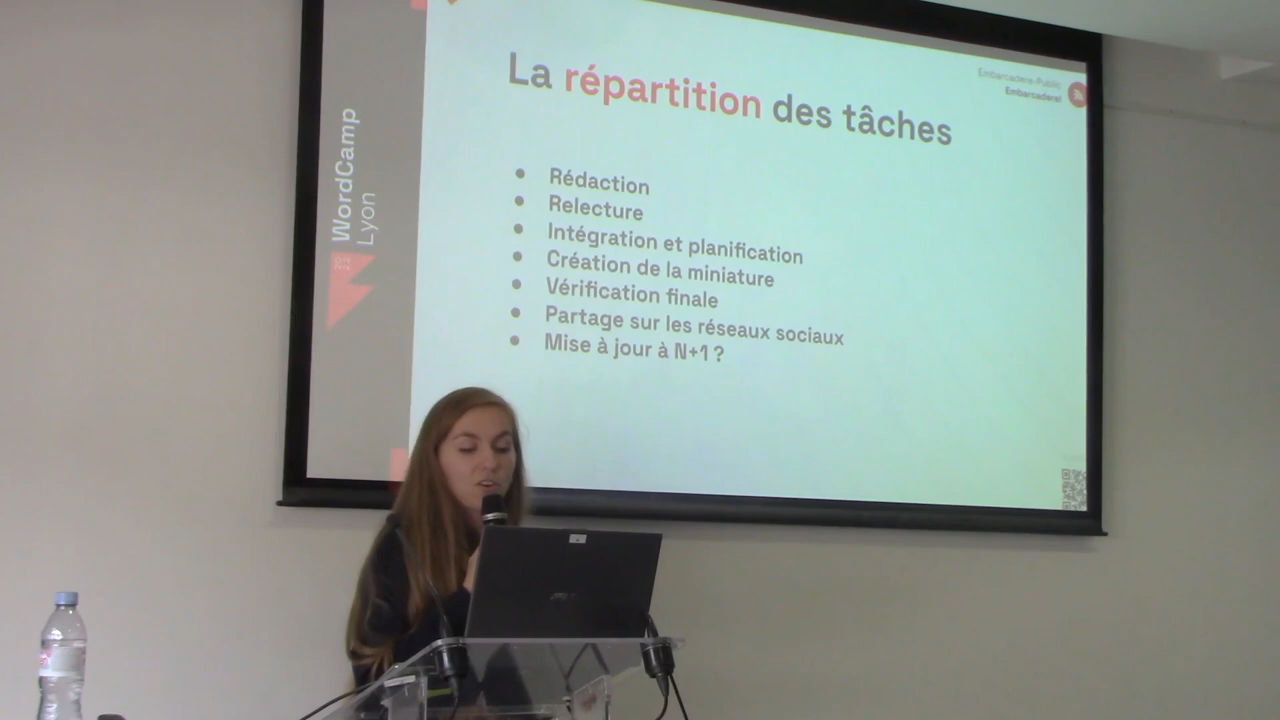 La répartition des tâches
Embarcadere-Public
Embarcaderei
WordCamp
Lyon
Rédaction
Relecture
Intégration et planification
Création de la miniature
Vérification finale
Partage sur les réseaux sociaux
Mise à jour à N+1 ?